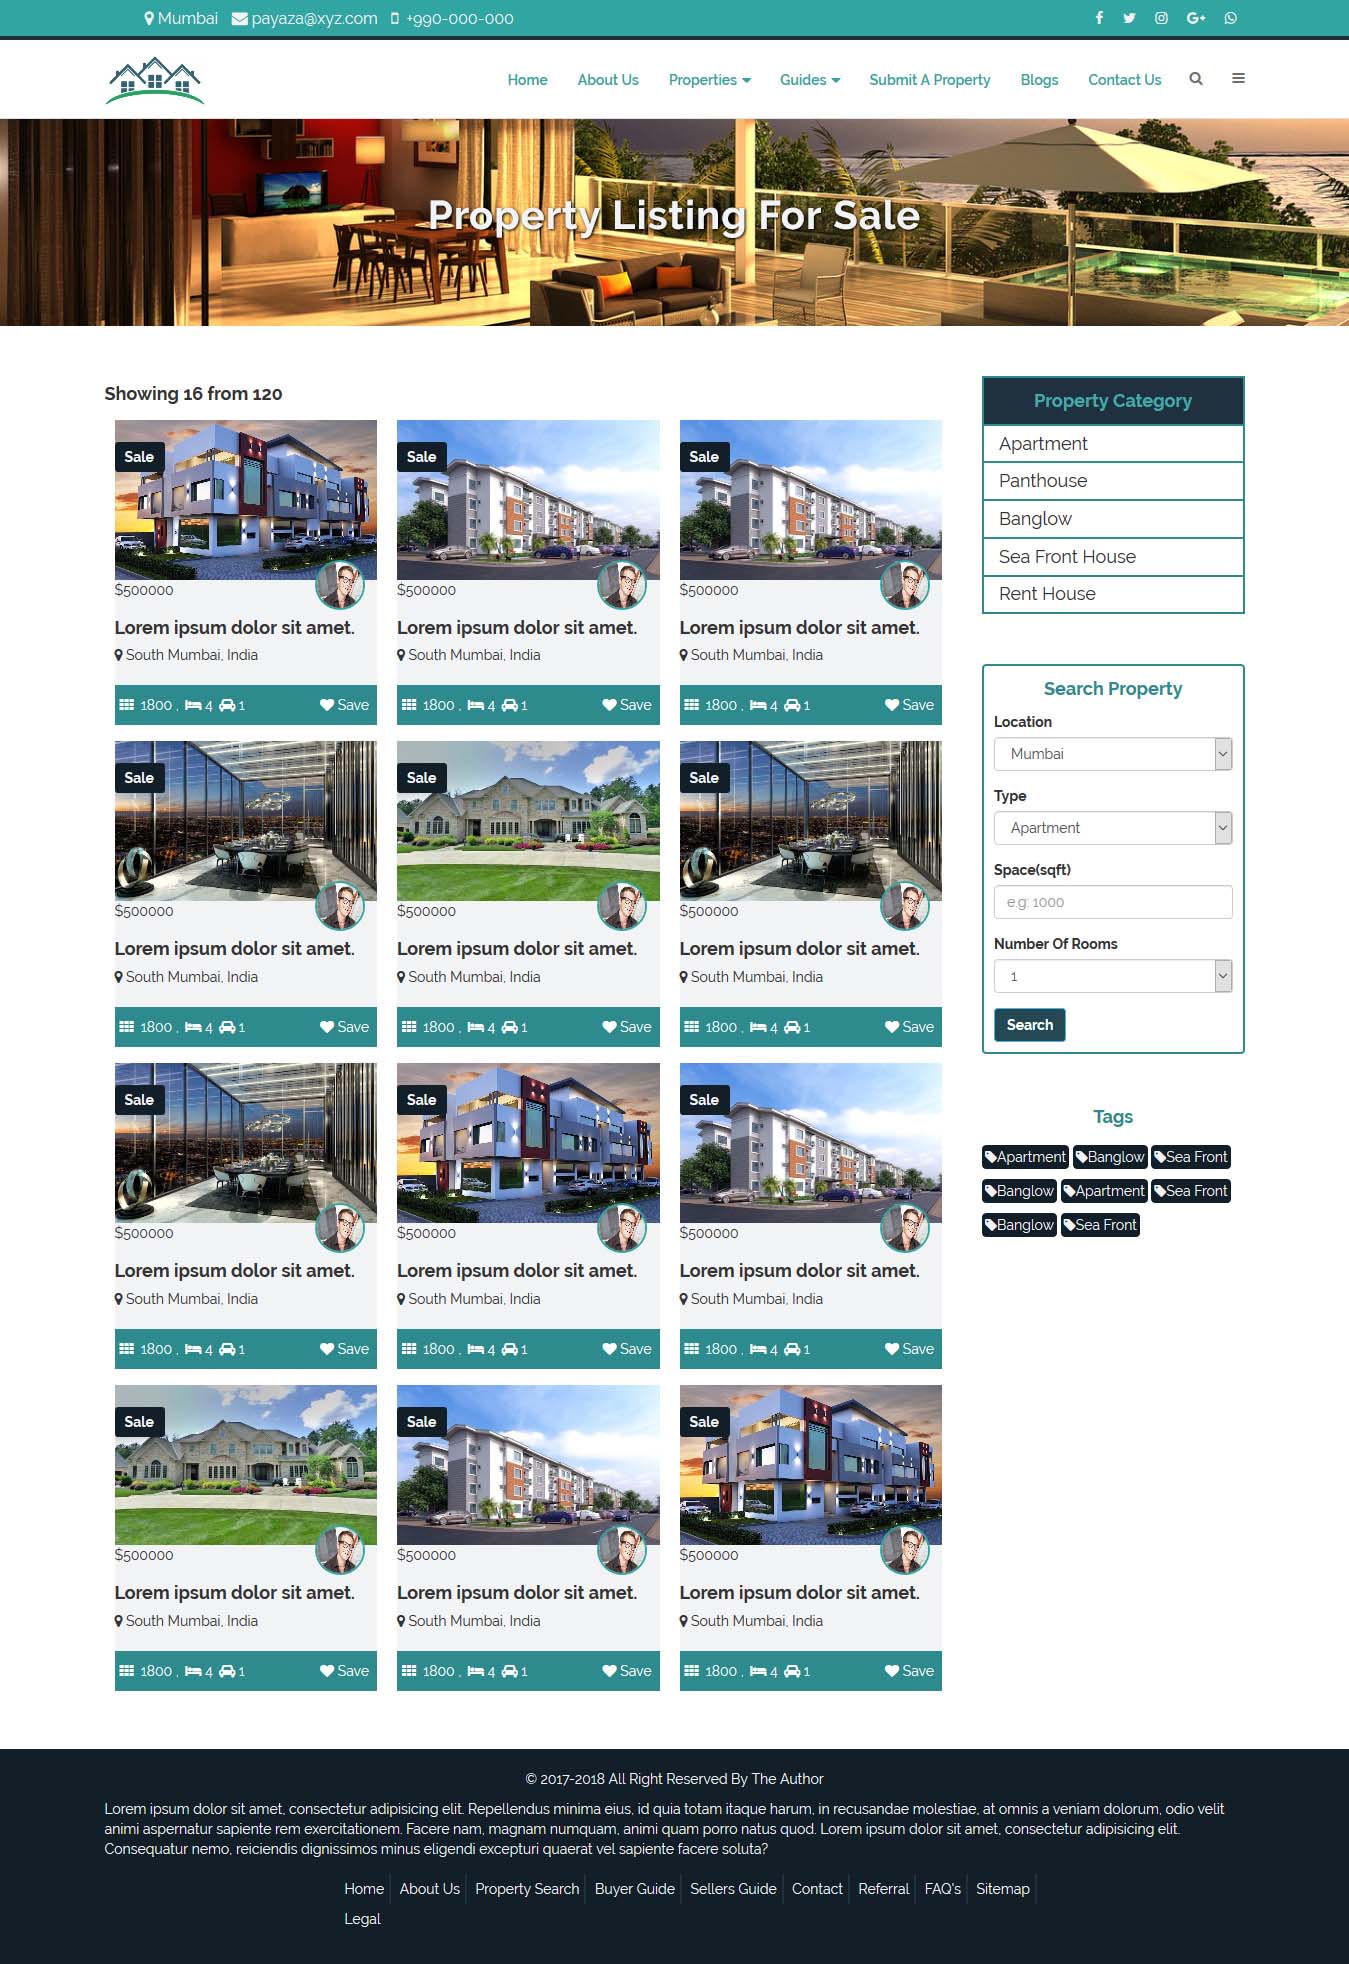 Mumbai payaza@xyz.com +990-000-000
Home About Us Properties Guides Submit A Property Blogs Contact Us
Property Listing For Sale
Showing 16 from 120
Sale Sale Sale
$500000 $500000 $500000
Lorem ipsum dolor sit amet. Lorem ipsum dolor sit amet. Lorem ipsum dolor sit amet.
South Mumbai, India South Mumbai, India South Mumbai, India
1800 , 4 1 Save 1800 , 4 1 Save 1800 , 4 1 Save
Sale Sale Sale
$500000 $500000 $500000
Lorem ipsum dolor sit amet. Lorem ipsum dolor sit amet. Lorem ipsum dolor sit amet.
South Mumbai, India South Mumbai, India South Mumbai, India
1800 , 4 1 Save 1800 , 4 1 Save 1800 , 4 1 Save
Sale Sale Sale
$500000 $500000 $500000
Lorem ipsum dolor sit amet. Lorem ipsum dolor sit amet. Lorem ipsum dolor sit amet.
South Mumbai, India South Mumbai, India South Mumbai, India
1800 , 4 1 Save 1800 , 4 1 Save 1800 , 4 1 Save
Sale Sale Sale
$500000 $500000 $500000
Lorem ipsum dolor sit amet. Lorem ipsum dolor sit amet. Lorem ipsum dolor sit amet.
South Mumbai, India South Mumbai, India South Mumbai, India
1800 , 4 1 Save 1800 , 4 1 Save 1800 , 4 1 Save
Property Category
Apartment
Panthouse
Banglow
Sea Front House
Rent House
Search Property
Location
Mumbai
Type
Apartment
Space(sqft)
e.g: 1000
Number Of Rooms
1
Search
Tags
Apartment Banglow Sea Front
Banglow Apartment Sea Front
Banglow Sea Front
© 2017-2018 All Right Reserved By The Author
Lorem ipsum dolor sit amet, consectetur adipisicing elit. Repellendus minima eius, id quia totam itaque harum, in recusandae molestiae, at omnis a veniam dolorum, odio velit
animi aspernatur sapiente rem exercitationem. Facere nam, magnam numquam, animi quam porro natus quod. Lorem ipsum dolor sit amet, consectetur adipisicing elit.
Consequatur nemo, reiciendis dignissimos minus eligendi excepturi quaerat vel sapiente facere soluta?
Home About Us Property Search Buyer Guide Sellers Guide Contact Referral FAQ's Sitemap
Legal